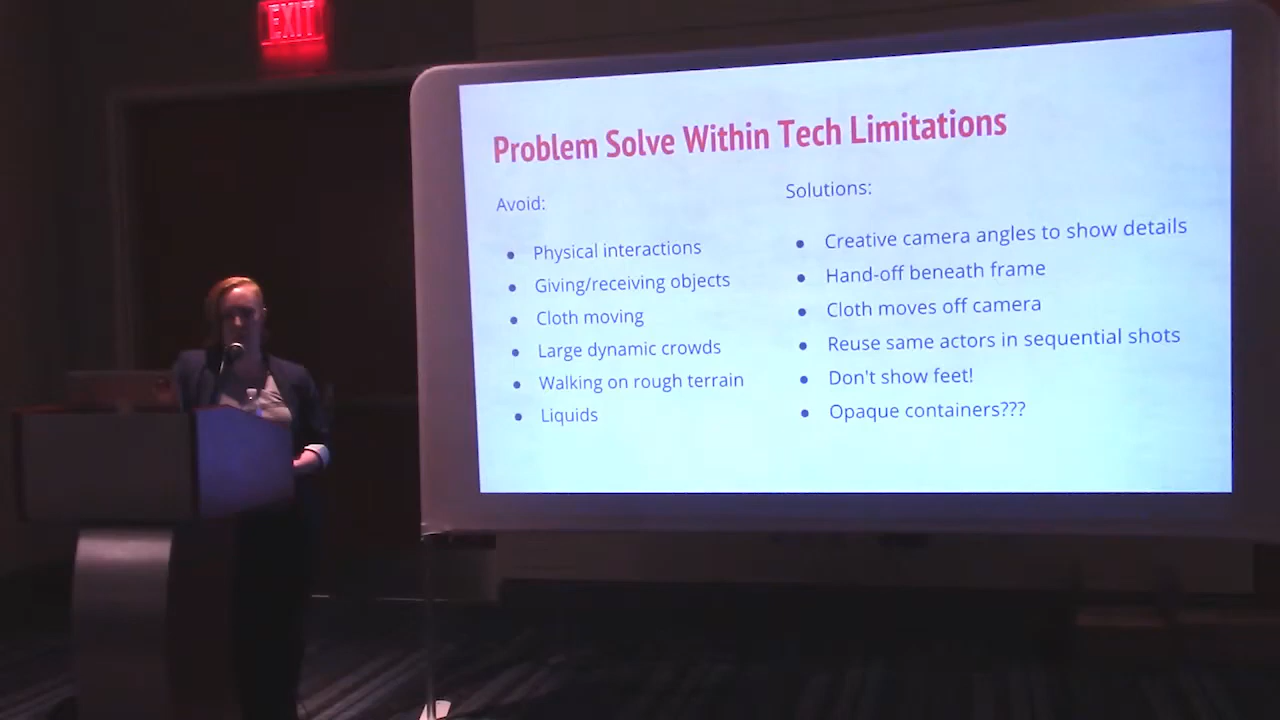 EXIT
Problem Solve Within Tech Limitations
Avoid:
• Physical interactions
• Giving/receiving objects
• Cloth moving
• Large dynamic crowds
• Walking on rough terrain
• Liquids
Solutions:
• Creative camera angles to show details
• Hand-off beneath frame
• Cloth moves off camera
• Reuse same actors in sequential shots
• Don't show feet!
• Opaque containers???